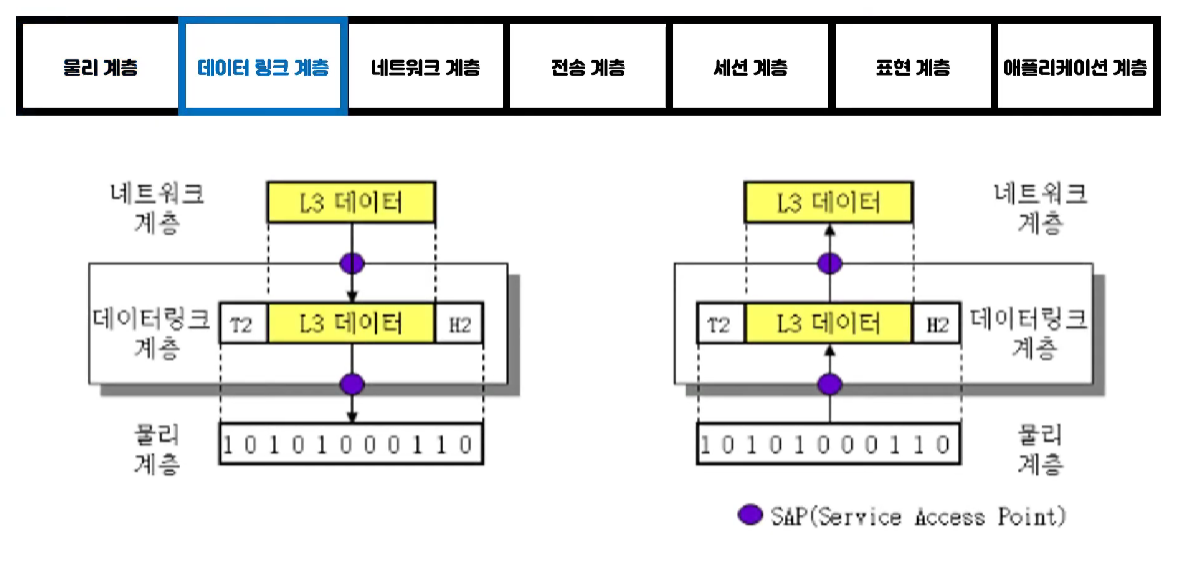 물리 계층
데이터 링크 계층
네트워크 계층
전송 계층
세션 계층
표현 계층
애플리케이션 계층
네트워크
계층
L3 데이터
데이터링크
계층
T2
L3 데이터
H2
물리
계층
1 0 1 0 1 0 0 0 1 1 0
L3 데이터
네트워크
계층
T2
L3 데이터
H2
데이터링크
계층
1 0 1 0 1 0 0 0 1 1 0
물리
계층
SAP(Service Access Point)